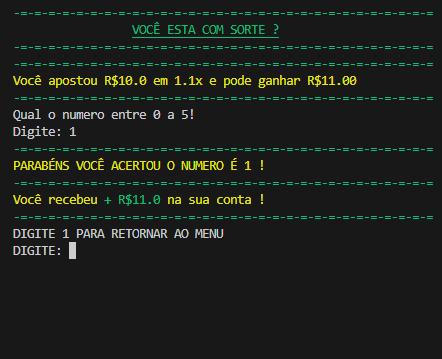 -=-=-=-=-=-=-=-=-=-=-=-=-=-=-=-=-=-=-=-=-=-=-=-=-=-=-=-=-=-=
VOCÊ ESTA COM SORTE ?
-=-=-=-=-=-=-=-=-=-=-=-=-=-=-=-=-=-=-=-=-=-=-=-=-=-=-=-=-=-=
-=-=-=-=-=-=-=-=-=-=-=-=-=-=-=-=-=-=-=-=-=-=-=-=-=-=-=-=-=-=
Você apostou R$10.0 em 1.1x e pode ganhar R$11.00
-=-=-=-=-=-=-=-=-=-=-=-=-=-=-=-=-=-=-=-=-=-=-=-=-=-=-=-=-=-=
Qual o numero entre 0 a 5!
Digite: 1
-=-=-=-=-=-=-=-=-=-=-=-=-=-=-=-=-=-=-=-=-=-=-=-=-=-=-=-=-=-=
PARABÉNS VOCÊ ACERTOU O NUMERO É 1 !
-=-=-=-=-=-=-=-=-=-=-=-=-=-=-=-=-=-=-=-=-=-=-=-=-=-=-=-=-=-=
Você recebeu + R$11.0 na sua conta !
-=-=-=-=-=-=-=-=-=-=-=-=-=-=-=-=-=-=-=-=-=-=-=-=-=-=-=-=-=-=
DIGITE 1 PARA RETORNAR AO MENU
DIGITE: